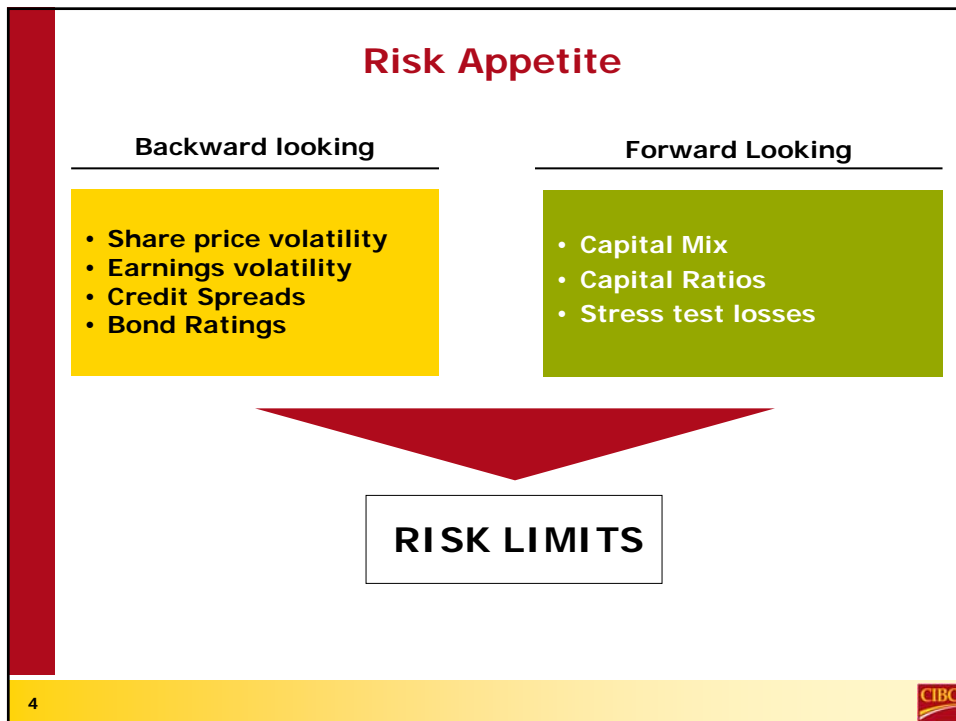 Risk Appetite
Backward looking
• Share price volatility
• Earnings volatility
• Credit Spreads
• Bond Ratings
Forward Looking
• Capital Mix
• Capital Ratios
• Stress test losses
RISK LIMITS
4
CIBC